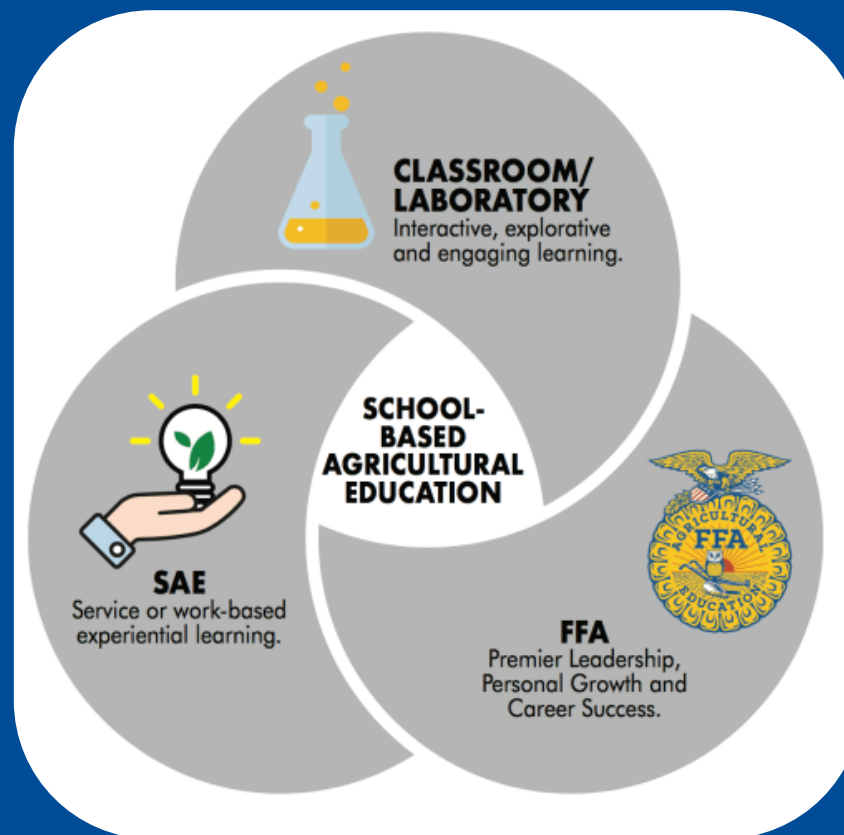 CLASSROOM/
LABORATORY
Interactive, explorative
and engaging learning.
SCHOOL-
BASED
AGRICULTURAL
EDUCATION
SAE
Service or work-based
experiential learning.
AGRICULTURAL
FFA
EDUCATION
FFA
Premier Leadership,
Personal Growth and
Career Success.